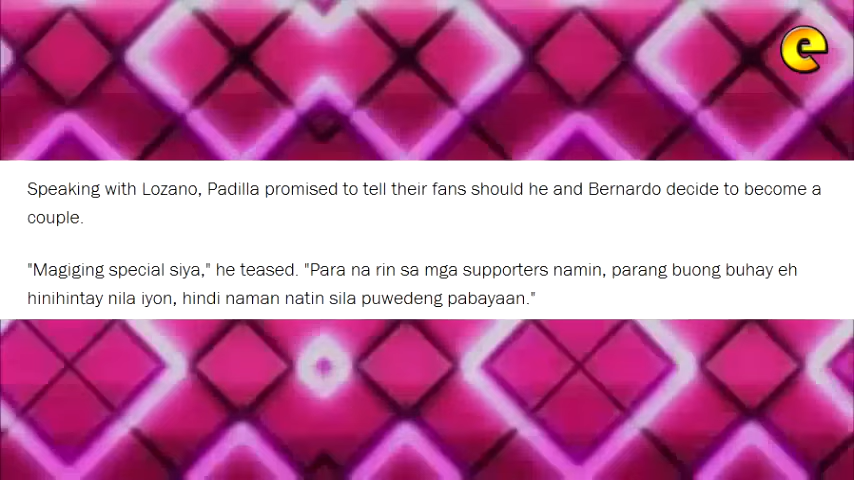 e
Speaking with Lozano, Padilla promised to tell their fans should he and Bernardo decide to become a
couple.
"Magiging special siya," he teased. "Para na rin sa mga supporters namin, parang buong buhay eh
hinihintay nila iyon, hindi naman natin sila puwedeng pabayaan."